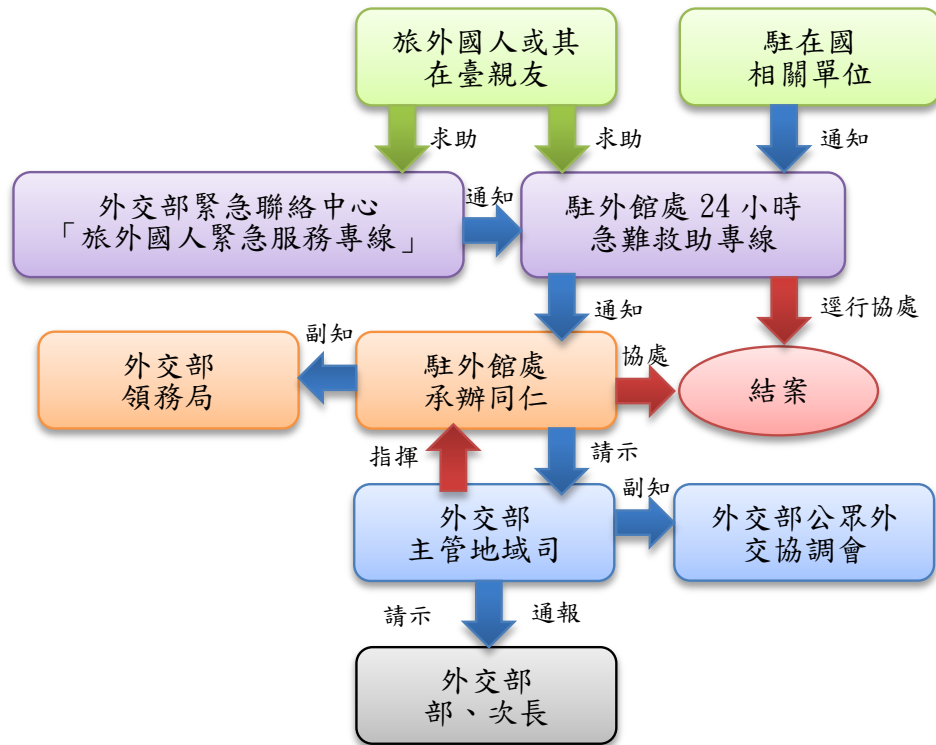 旅外國人或其
在臺親友
駐在國
相關單位
求助
求助
通知
外交部緊急聯絡中心
「旅外國人緊急服務專線」
通知
駐外館處 24 小時
急難救助專線
通知
逕行協處
外交部
領務局
副知
駐外館處
承辦同仁
協處
結案
指揮
請示
外交部
主管地域司
副知
外交部公眾外
交協調會
請示
通報
外交部
部、次長